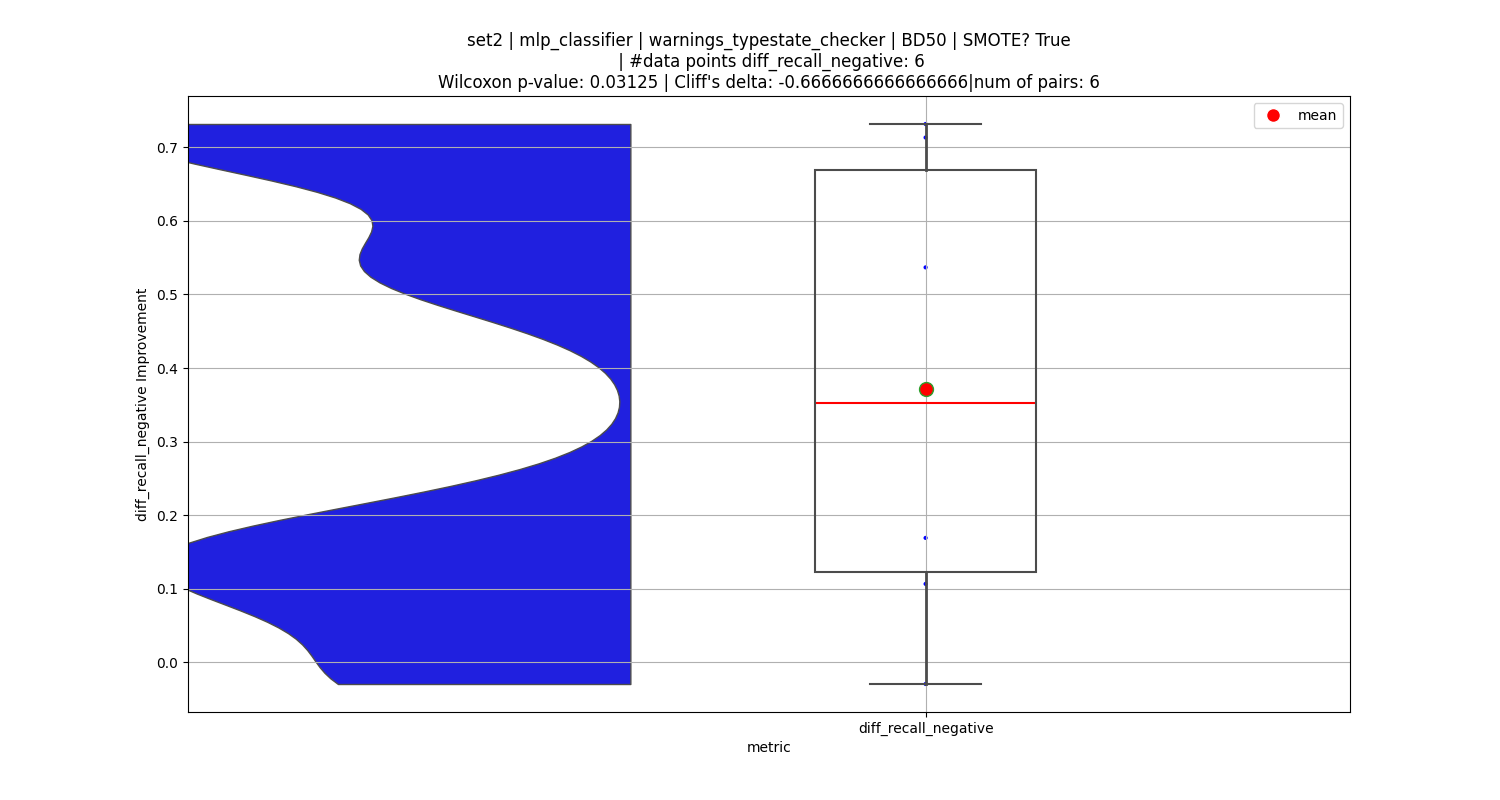 set2 | mlp_classifier | warnings_typestate_checker | BD50 | SMOTE? True
| #data points diff_recall_negative: 6
Wilcoxon p-value: 0.03125 | Cliff's delta: -0.6666666666666666|num of pairs: 6
mean
0.7
0.6
0.5
0.4
0.3
0.2
0.1
0.0
diff_recall_negative Improvement
diff_recall_negative
metric